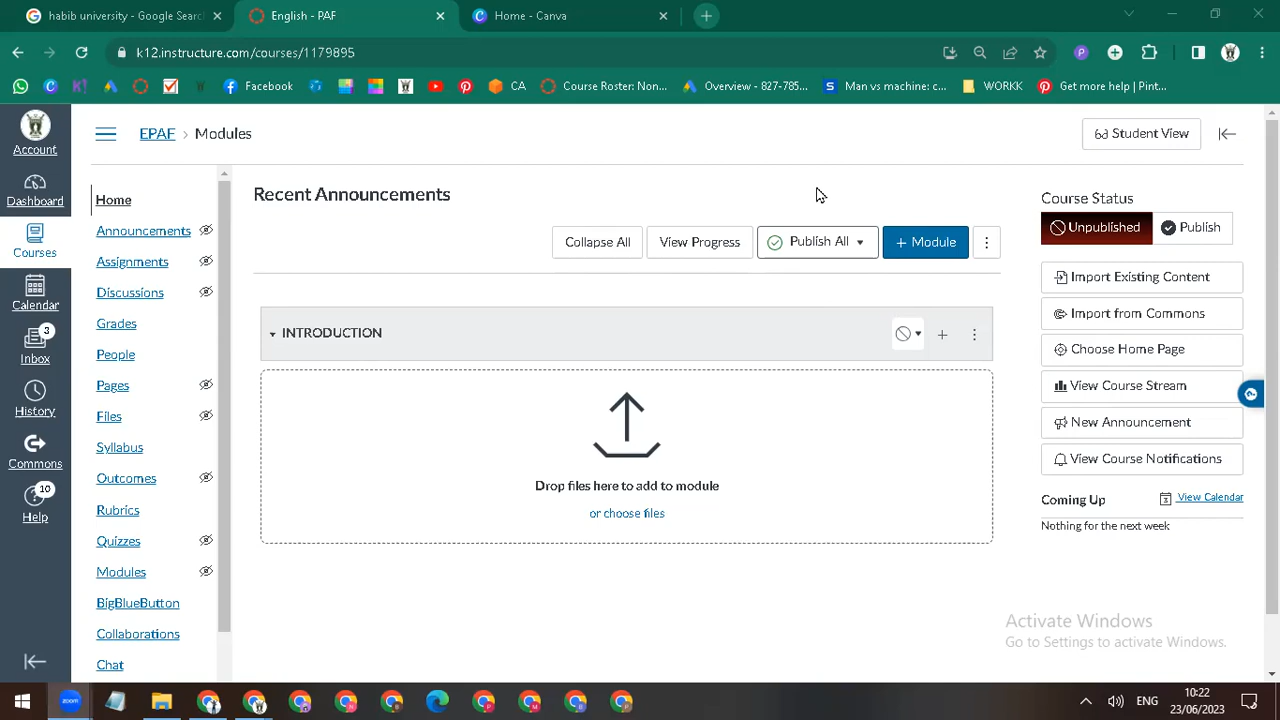 habib university - Google Searc
English - PAF
Home - Canva
k12.instructure.com/courses/1179895
Facebook
CA
Course Roster: Non...
Overview - 827-785...
Man vs machine: c...
WORKK
Get more help | Pint...
Account
Dashboard
Courses
Calendar
3
Inbox
History
Commons
10
Help
EPAF › Modules
Student View
Home
Announcements
Assignments
Discussions
Grades
People
Pages
Files
Syllabus
Outcomes
Rubrics
Quizzes
Modules
BigBlueButton
Collaborations
Chat
Recent Announcements
Collapse All
View Progress
Publish All
+ Module
INTRODUCTION
Drop files here to add to module
or choose files
Course Status
Unpublished
Publish
Import Existing Content
Import from Commons
Choose Home Page
View Course Stream
New Announcement
View Course Notifications
Coming Up
View Calendar
Nothing for the next week
Activate Windows
Go to Settings to activate Windows.
zoom
ENG
10:22
23/06/2023